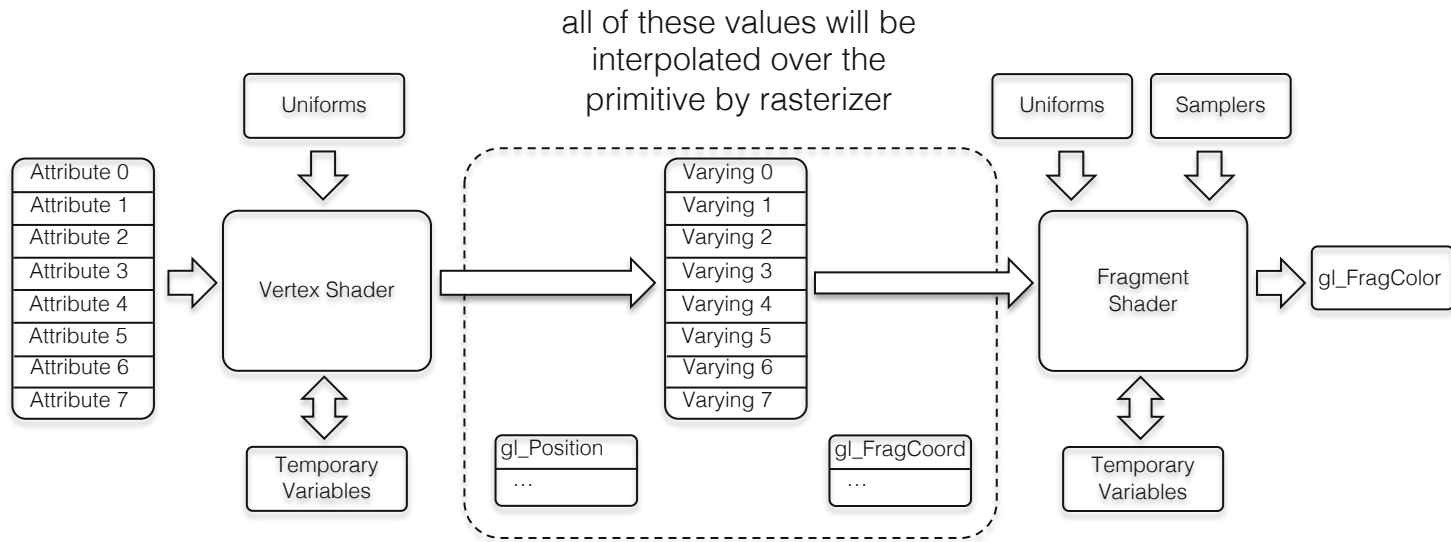 all of these values will be
interpolated over the
primitive by rasterizer
Uniforms
Uniforms
Samplers
Attribute 0
Attribute 1
Attribute 2
Attribute 3
Attribute 4
Attribute 5
Attribute 6
Attribute 7
Vertex Shader
Temporary
Variables
Varying 0
Varying 1
Varying 2
Varying 3
Varying 4
Varying 5
Varying 6
Varying 7
gl_Position
...
gl_FragCoord
...
Fragment
Shader
Temporary
Variables
gl_FragColor